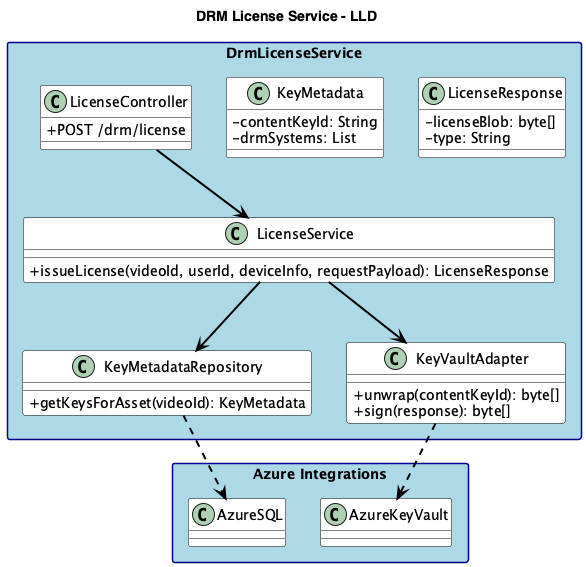 DRM License Service - LLD
DrmLicenseService
C LicenseController
+POST /drm/license
C KeyMetadata
-contentKeyId: String
-drmSystems: List
C LicenseResponse
-licenseBlob: byte[]
-type: String
C LicenseService
+issueLicense(videoId, userId, deviceInfo, requestPayload): LicenseResponse
C KeyMetadataRepository
+getKeysForAsset(videoId): KeyMetadata
C KeyVaultAdapter
+unwrap(contentKeyId): byte[]
+sign(response): byte[]
Azure Integrations
C AzureSQL
C AzureKeyVault